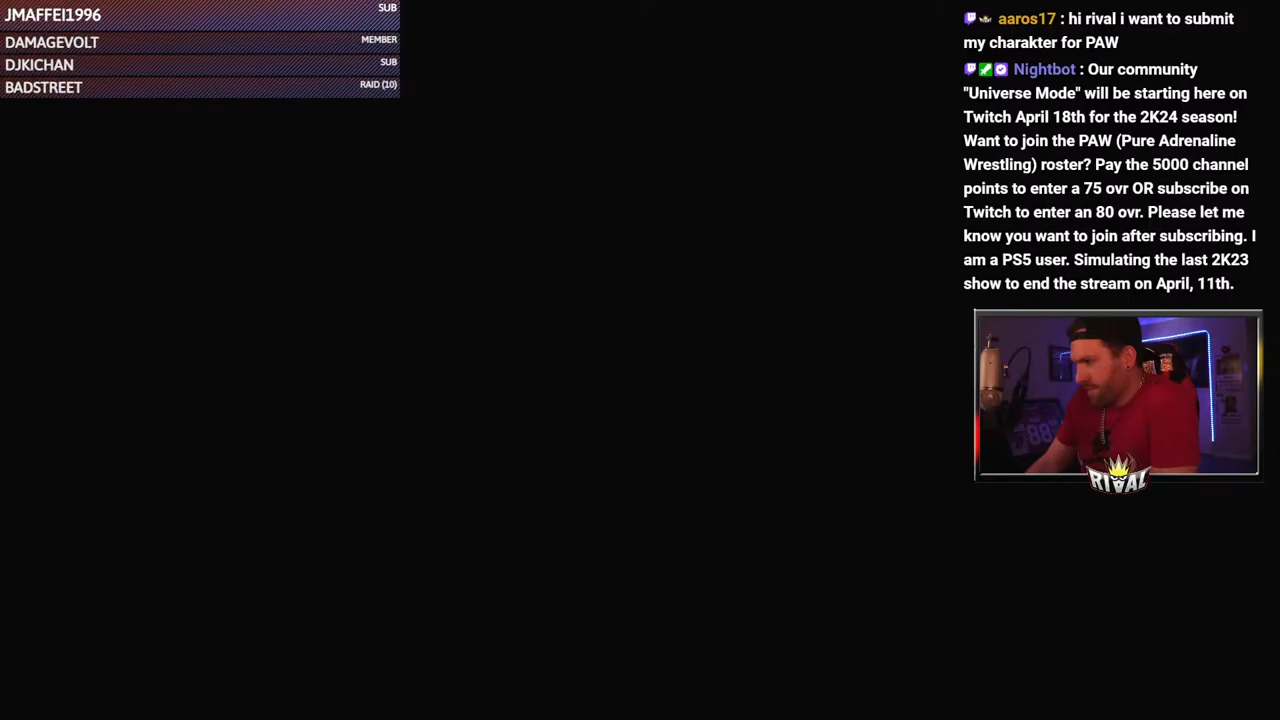 JMAFFEI1996 SUB
DAMAGEVOLT MEMBER
DJKICHAN SUB
BADSTREET RAID (10)
aaros17 : hi rival i want to submit
my charakter for PAW
Nightbot : Our community
"Universe Mode" will be starting here on
Twitch April 18th for the 2K24 season!
Want to join the PAW (Pure Adrenaline
Wrestling) roster? Pay the 5000 channel
points to enter a 75 ovr OR subscribe on
Twitch to enter an 80 ovr. Please let me
know you want to join after subscribing. I
am a PS5 user. Simulating the last 2K23
show to end the stream on April, 11th.
88
RIVAL